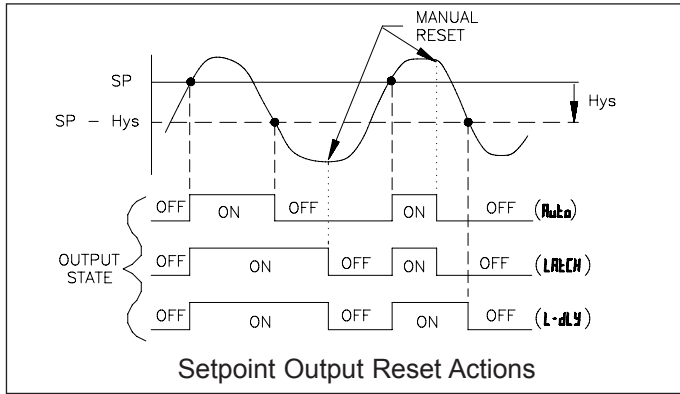 MANUAL
RESET
SP
Hys
SP - Hys
OFF ON OFF ON OFF (Auto)
OUTPUT
STATE
OFF ON OFF ON OFF (LAtCH)
OFF ON OFF ON OFF (L-dLY)
Setpoint Output Reset Actions